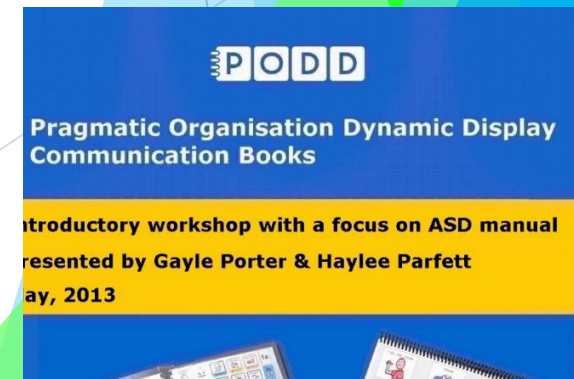 PODD
Pragmatic Organisation Dynamic Display
Communication Books
ntroductory workshop with a focus on ASD manual
resented by Gayle Porter & Haylee Parfett
ay, 2013